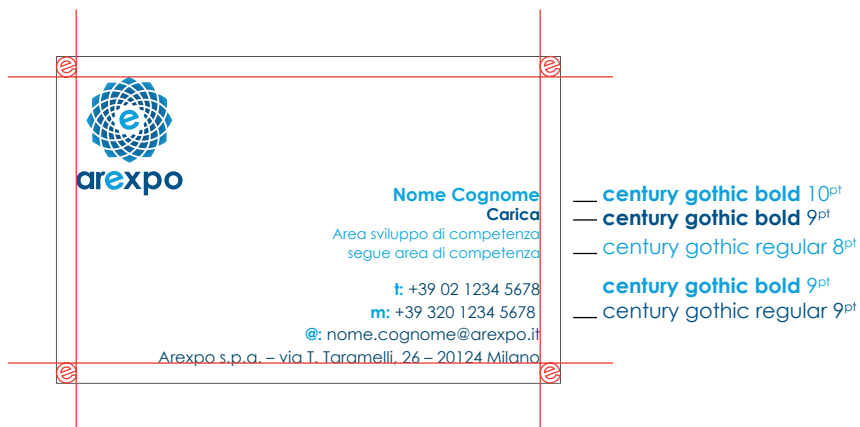 e
arexpo
Nome Cognome
Carica
Area sviluppo di competenza
segue area di competenza
t: +39 02 1234 5678
m: +39 320 1234 5678
@: nome.cognome@arexpo.it
Arexpo s.p.a. – via T. Taramelli, 26 – 20124 Milano
century gothic bold 10pt
century gothic bold 9pt
century gothic regular 8pt
century gothic bold 9pt
century gothic regular 9pt